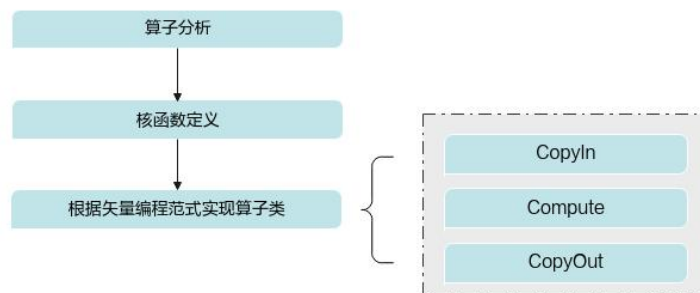 算子分析
核函数定义
根据矢量编程范式实现算子类
CopyIn
Compute
CopyOut